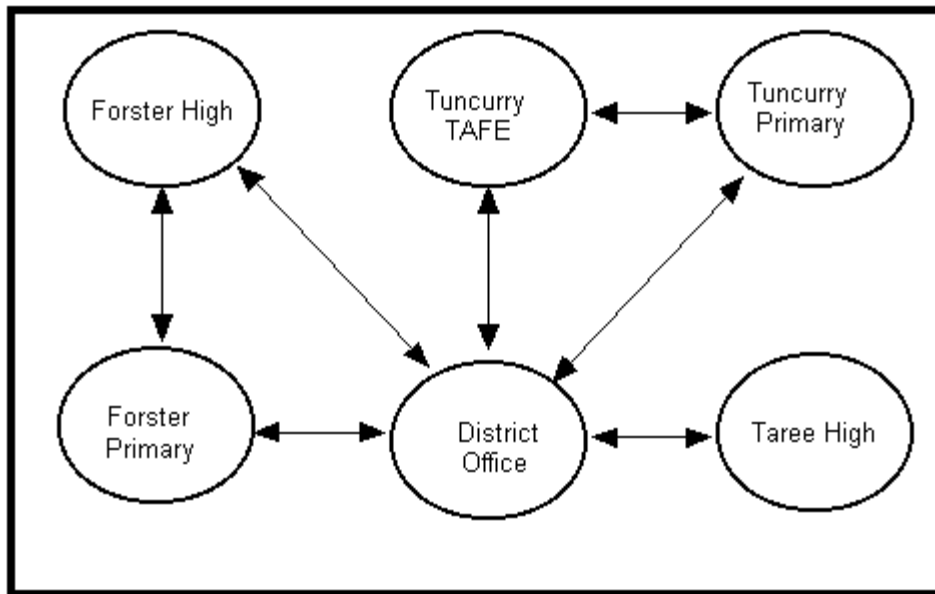 Forster High
Tuncurry
TAFE
Tuncurry
Primary
Forster
Primary
District
Office
Taree High